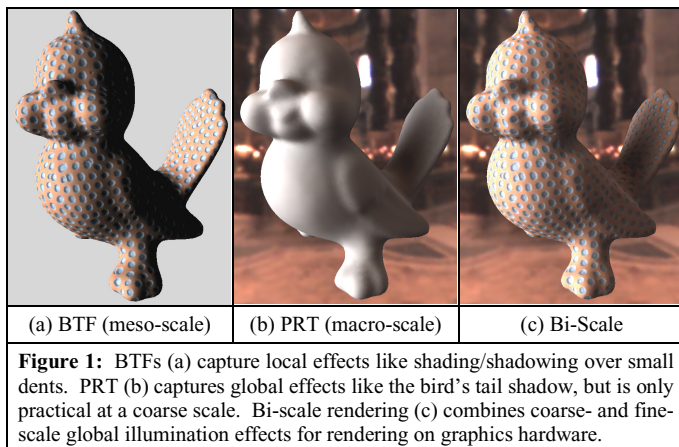 (a) BTF (meso-scale)
(b) PRT (macro-scale)
(c) Bi-Scale
Figure 1: BTFs (a) capture local effects like shading/shadowing over small
dents. PRT (b) captures global effects like the bird's tail shadow, but is only
practical at a coarse scale. Bi-scale rendering (c) combines coarse- and fine-
scale global illumination effects for rendering on graphics hardware.